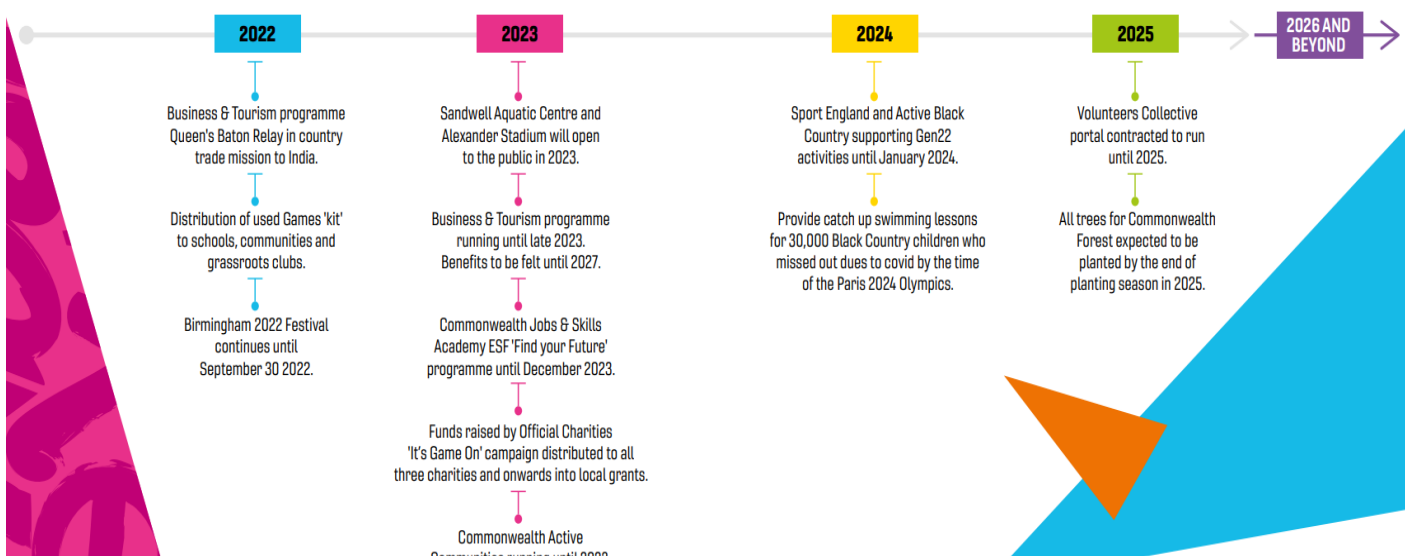 2022
2023
2024
2025
2026 AND
BEYOND
Business & Tourism programme
Queen's Baton Relay in country
trade mission to India.
Distribution of used Games 'kit'
to schools, communities and
grassroots clubs.
Birmingham 2022 Festival
continues until
September 30 2022.
Sandwell Aquatic Centre and
Alexander Stadium will open
to the public in 2023.
Business & Tourism programme
running until late 2023.
Benefits to be felt until 2027.
Commonwealth Jobs & Skills
Academy ESF 'Find your Future'
programme until December 2023.
Funds raised by Official Charities
'It's Game On' campaign distributed to all
three charities and onwards into local grants.
Commonwealth Active
Communities running until 2023
Sport England and Active Black
Country supporting Gen22
activities until January 2024.
Provide catch up swimming lessons
for 30,000 Black Country children who
missed out dues to covid by the time
of the Paris 2024 Olympics.
Volunteers Collective
portal contracted to run
until 2025.
All trees for Commonwealth
Forest expected to be
planted by the end of
planting season in 2025.